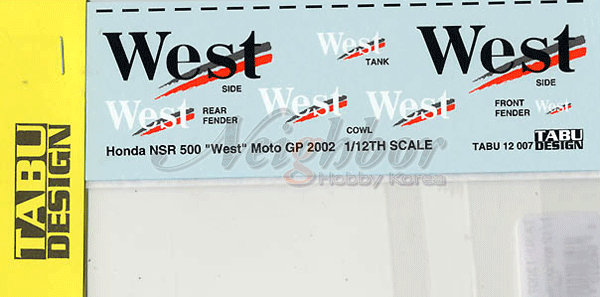 West
SIDE
West
TANK
West
SIDE
West
REAR
FENDER
West
COWL
West
FRONT
FENDER
West
Honda NSR 500 "West" Moto GP 2002 1/12TH SCALE
TABU 12 007
TABU
DESIGN
TABU
DESIGN
Neighbor
Hobby Korea